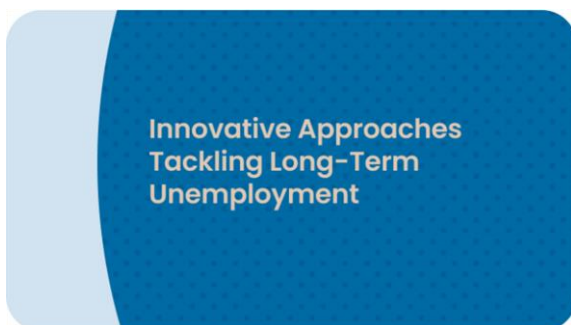 Innovative Approaches
Tackling Long-Term
Unemployment